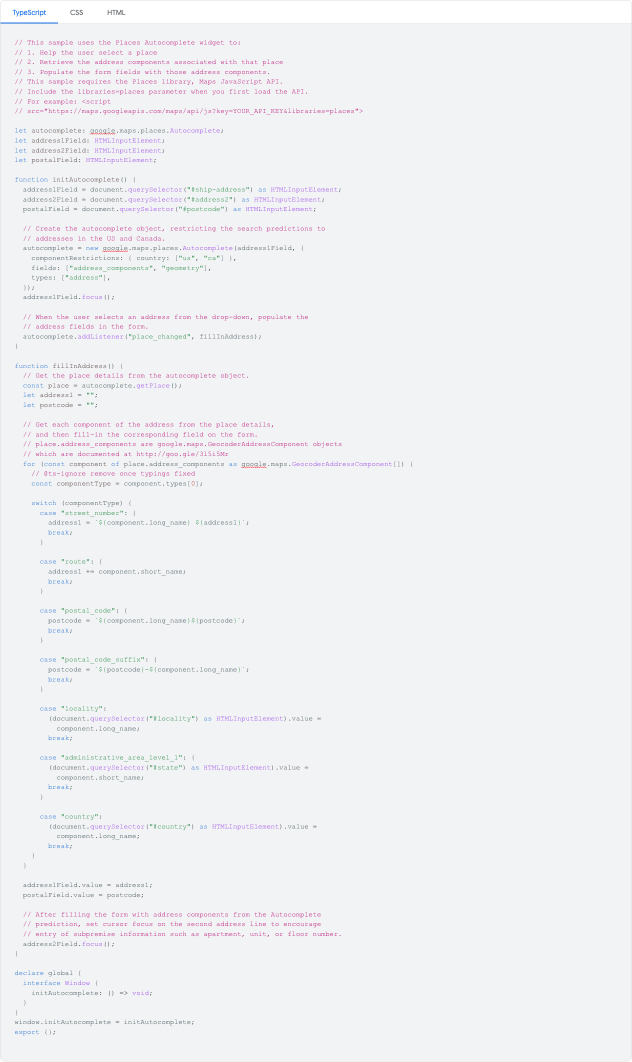 TypeScript CSS HTML
// This sample uses the Places Autocomplete widget to:
// 1. Help the user select a place
// 2. Retrieve the address components associated with that place
// 3. Populate the form fields with those address components.
// This sample requires the Places library, Maps JavaScript API.
// Include the libraries=places parameter when you first load the API.
// For example: <script
// src="https://maps.googleapis.com/maps/api/js?key=YOUR_API_KEY&libraries=places">
let autocomplete: google.maps.places.Autocomplete;
let address1Field: HTMLInputElement;
let address2Field: HTMLInputElement;
let postalField: HTMLInputElement;
function initAutocomplete() {
  address1Field = document.querySelector("#ship-address") as HTMLInputElement;
  address2Field = document.querySelector("#address2") as HTMLInputElement;
  postalField = document.querySelector("#postcode") as HTMLInputElement;
  // Create the autocomplete object, restricting the search predictions to
  // addresses in the US and Canada.
  autocomplete = new google.maps.places.Autocomplete(address1Field, {
    componentRestrictions: { country: ["us", "ca"] },
    fields: ["address_components", "geometry"],
    types: ["address"],
  });
  address1Field.focus();
  // When the user selects an address from the drop-down, populate the
  // address fields in the form.
  autocomplete.addListener("place_changed", fillInAddress);
}
function fillInAddress() {
  // Get the place details from the autocomplete object.
  const place = autocomplete.getPlace();
  let address1 = "";
  let postcode = "";
  // Get each component of the address from the place details,
  // and then fill-in the corresponding field on the form.
  // place.address_components are google.maps.GeocoderAddressComponent objects
  // which are documented at http://goo.gle/3l5i5Mr
  for (const component of place.address_components as google.maps.GeocoderAddressComponent[]) {
    // @ts-ignore remove once typings fixed
    const componentType = component.types[0];
    switch (componentType) {
      case "street_number": {
        address1 = `${component.long_name} ${address1}`;
        break;
      }
      case "route": {
        address1 += component.short_name;
        break;
      }
      case "postal_code": {
        postcode = `${component.long_name}${postcode}`;
        break;
      }
      case "postal_code_suffix": {
        postcode = `${postcode}-${component.long_name}`;
        break;
      }
      case "locality":
        (document.querySelector("#locality") as HTMLInputElement).value =
          component.long_name;
        break;
      case "administrative_area_level_1": {
        (document.querySelector("#state") as HTMLInputElement).value =
          component.short_name;
        break;
      }
      case "country":
        (document.querySelector("#country") as HTMLInputElement).value =
          component.long_name;
        break;
    }
  }
  address1Field.value = address1;
  postalField.value = postcode;
  // After filling the form with address components from the Autocomplete
  // prediction, set cursor focus on the second address line to encourage
  // entry of subpremise information such as apartment, unit, or floor number.
  address2Field.focus();
}
declare global {
  interface Window {
    initAutocomplete: () => void;
  }
}
window.initAutocomplete = initAutocomplete;
export {};